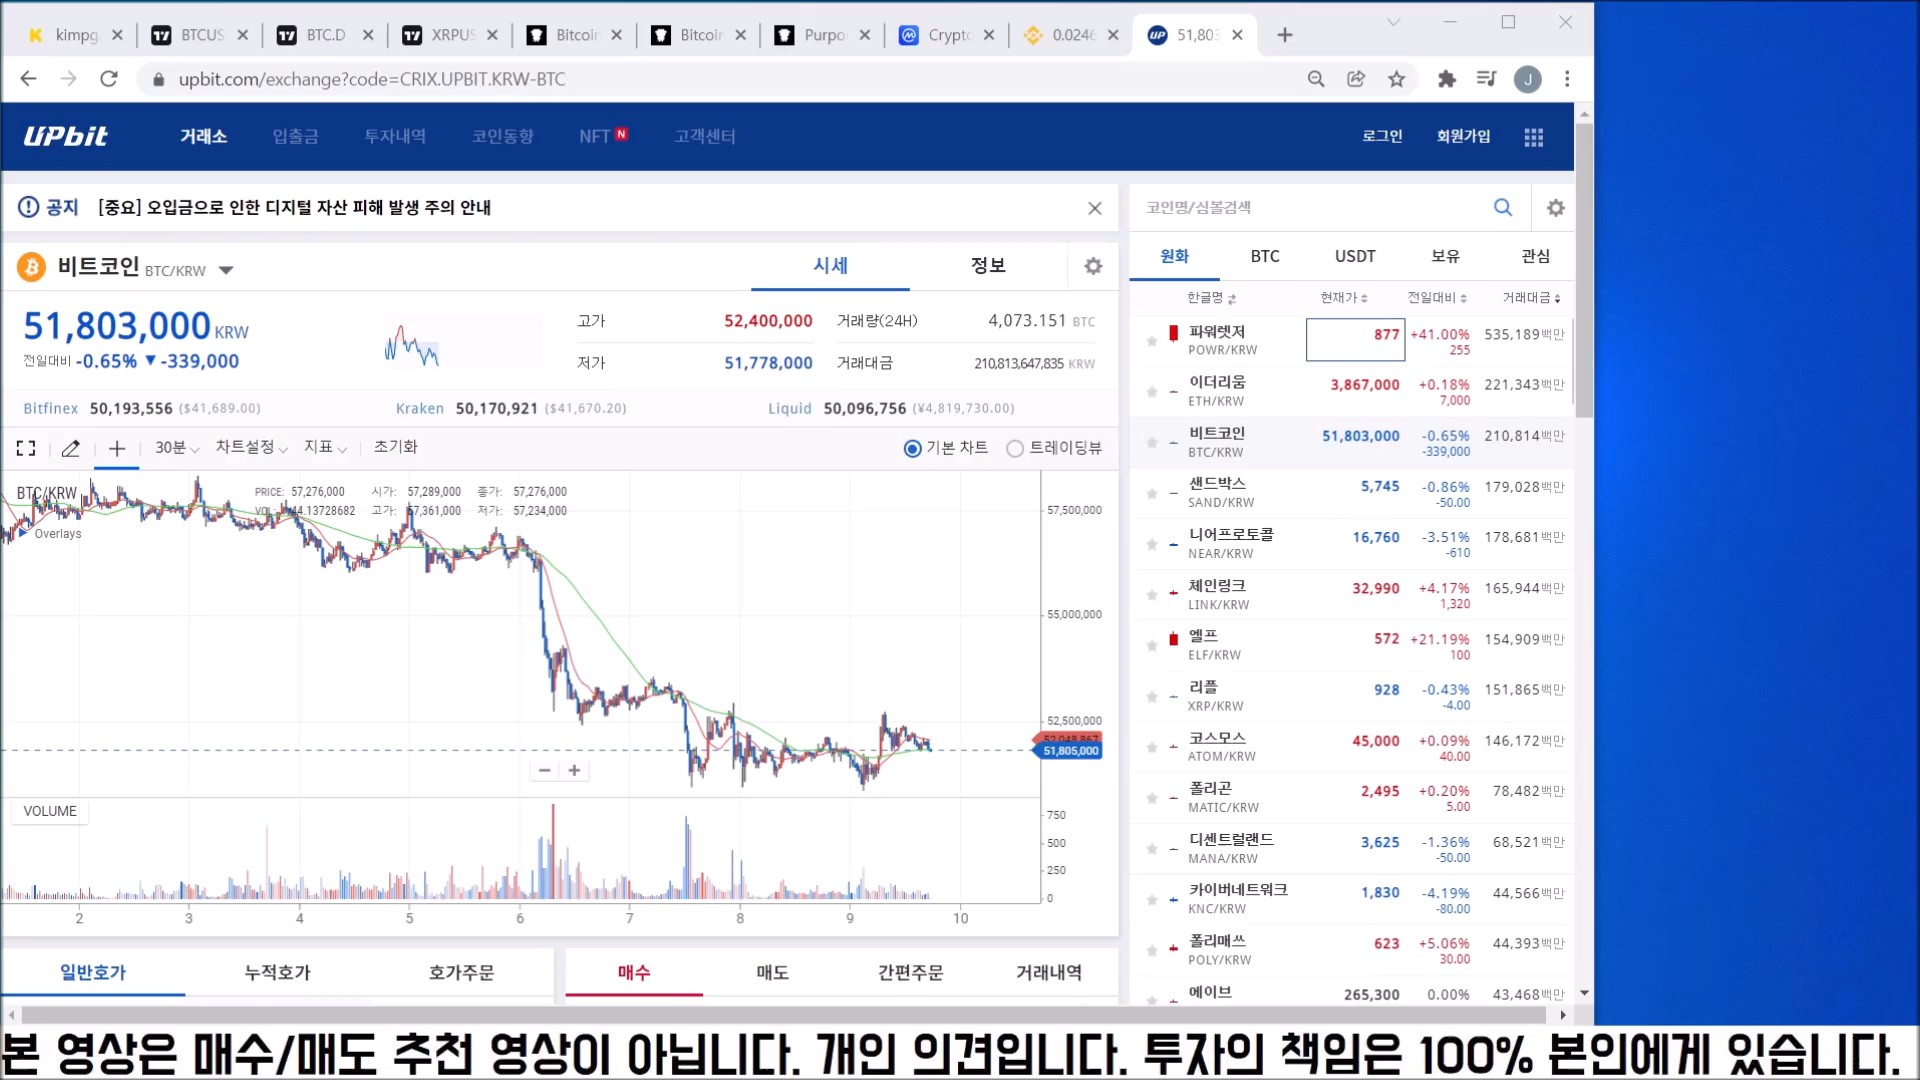 kimpg
BTCUS
BTC.D
XRPUS
Bitcoin
Bitcoin
Purpo
Crypto
0.0246
51,803
upbit.com/exchange?code=CRIX.UPBIT.KRW-BTC
J
UPbit 거래소 입출금 투자내역 코인동향 NFT N 고객센터 로그인 회원가입
공지 [중요] 오입금으로 인한 디지털 자산 피해 발생 주의 안내
비트코인 BTC/KRW 시세 정보
51,803,000 KRW
전일대비 -0.65% ▼ -339,000
고가 52,400,000 거래량(24H) 4,073.151 BTC
저가 51,778,000 거래대금 210,813,647,835 KRW
Bitfinex 50,193,556 ($41,689.00) Kraken 50,170,921 ($41,670.20) Liquid 50,096,756 (¥4,819,730.00)
30분 차트설정 지표 초기화 기본 차트 트레이딩뷰
BTC/KRW PRICE: 57,276,000 시가: 57,289,000 종가: 57,276,000
VOL: 44.13728682 고가: 57,361,000 저가: 57,234,000
Overlays
57,500,000
55,000,000
52,500,000
52,048,867
51,805,000
VOLUME
750
500
250
0
2 3 4 5 6 7 8 9 10
일반호가 누적호가 호가주문 매수 매도 간편주문 거래내역
코인명/심볼검색
원화 BTC USDT 보유 관심
한글명 현재가 전일대비 거래대금
파워렛저 877 +41.00% 535,189백만
POWR/KRW 255
이더리움 3,867,000 +0.18% 221,343백만
ETH/KRW 7,000
비트코인 51,803,000 -0.65% 210,814백만
BTC/KRW -339,000
샌드박스 5,745 -0.86% 179,028백만
SAND/KRW -50.00
니어프로토콜 16,760 -3.51% 178,681백만
NEAR/KRW -610
체인링크 32,990 +4.17% 165,944백만
LINK/KRW 1,320
엘프 572 +21.19% 154,909백만
ELF/KRW 100
리플 928 -0.43% 151,865백만
XRP/KRW -4.00
코스모스 45,000 +0.09% 146,172백만
ATOM/KRW 40.00
폴리곤 2,495 +0.20% 78,482백만
MATIC/KRW 5.00
디센트럴랜드 3,625 -1.36% 68,521백만
MANA/KRW -50.00
카이버네트워크 1,830 -4.19% 44,566백만
KNC/KRW -80.00
폴리매쓰 623 +5.06% 44,393백만
POLY/KRW 30.00
에이브 265,300 0.00% 43,468백만
본 영상은 매수/매도 추천 영상이 아닙니다. 개인 의견입니다. 투자의 책임은 100% 본인에게 있습니다.